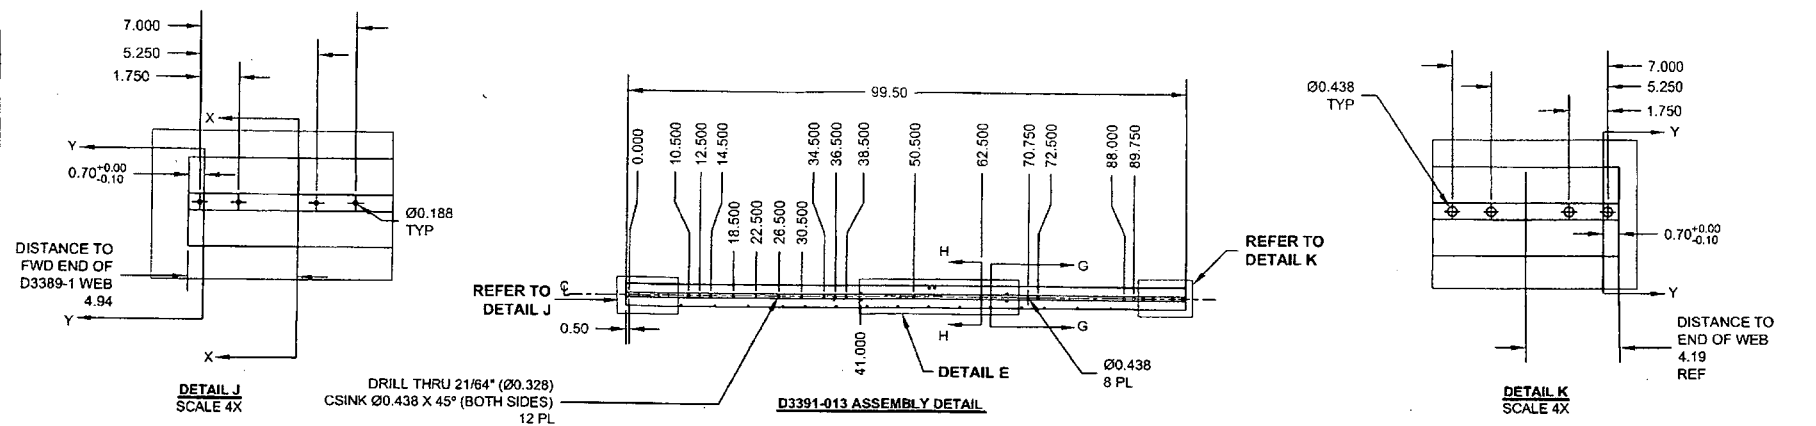 7.000
5.250
1.750
X
Y
0.70+0.00
-0.10
Ø0.188
TYP
DISTANCE TO
FWD END OF
D3389-1 WEB
4.94
Y
X
DETAIL J
SCALE 4X
99.50
0.000
10.500
12.500
14.500
18.500
22.500
26.500
30.500
34.500
36.500
38.500
50.500
62.500
70.750
72.500
88.000
89.750
REFER TO
DETAIL J
℄
0.50
41.000
H
G
H
G
REFER TO
DETAIL K
DETAIL E
Ø0.438
8 PL
DRILL THRU 21/64" (Ø0.328)
CSINK Ø0.438 X 45° (BOTH SIDES)
12 PL
D3391-013 ASSEMBLY DETAIL
Ø0.438
TYP
7.000
5.250
1.750
Y
0.70+0.00
-0.10
Y
DISTANCE TO
END OF WEB
4.19
REF
DETAIL K
SCALE 4X